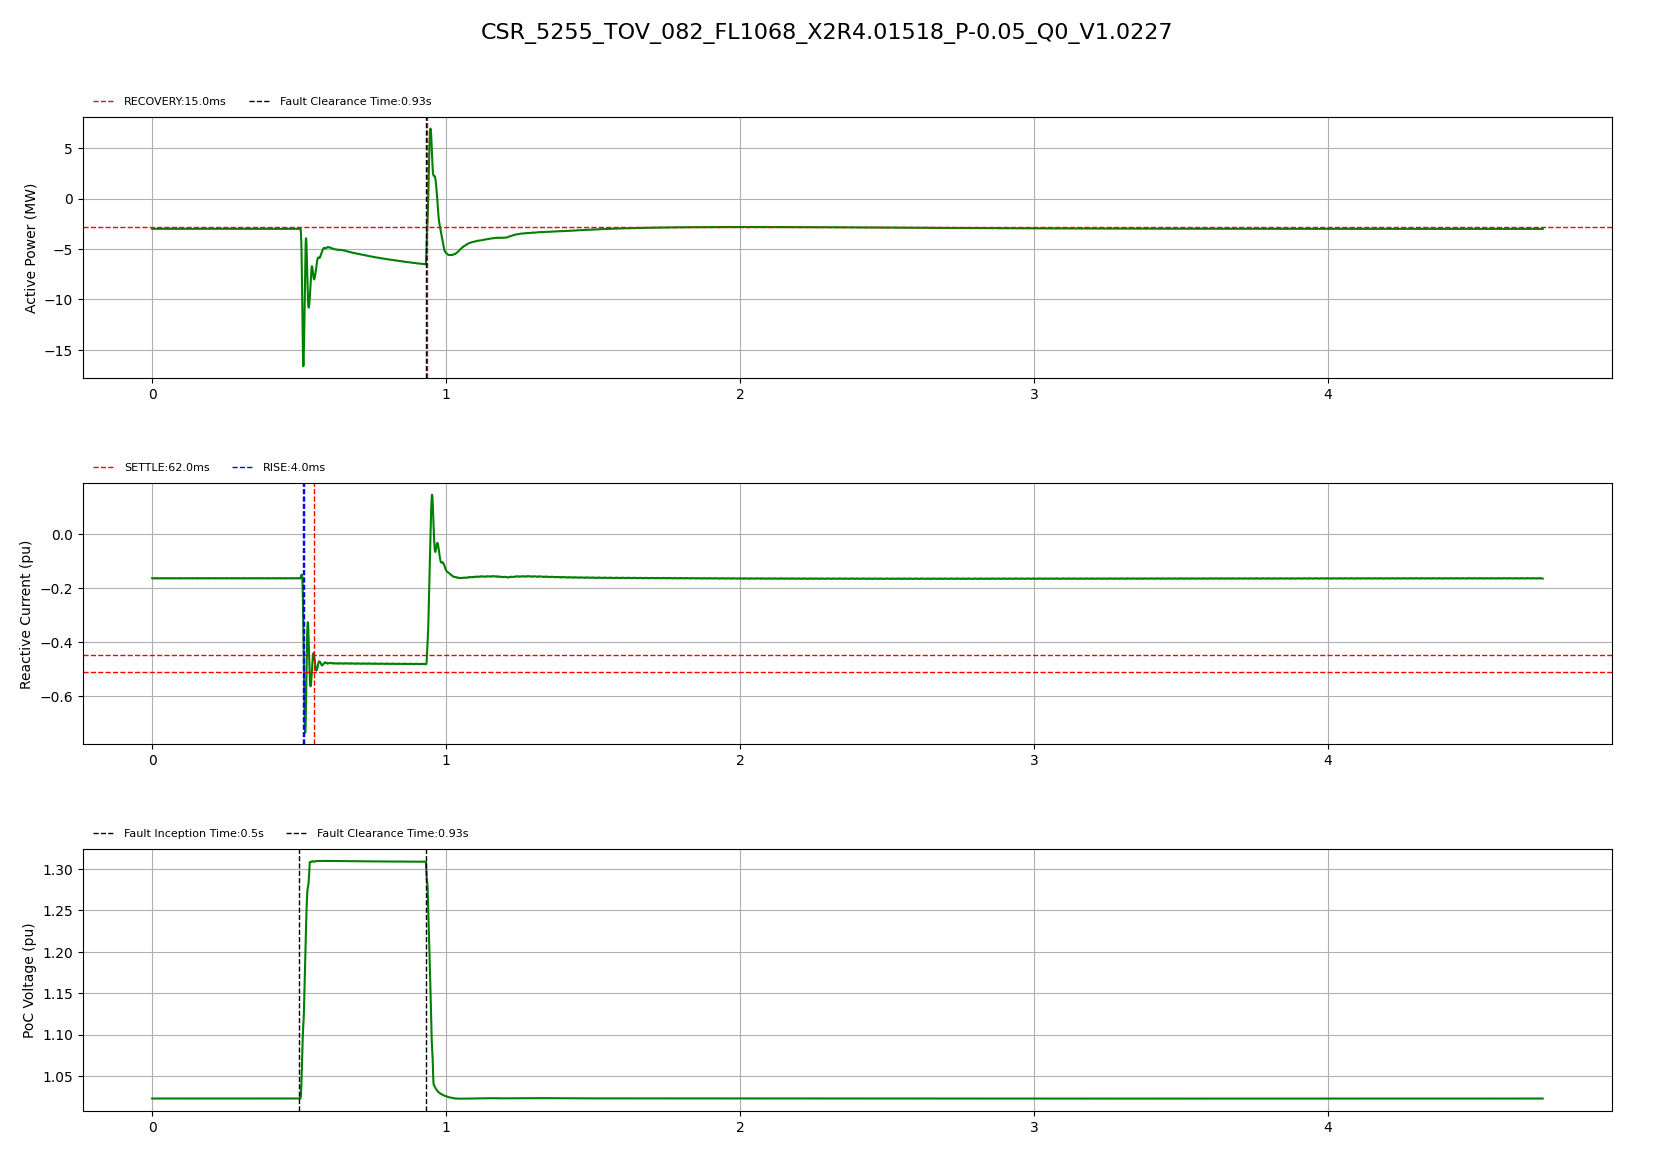 CSR_5255_TOV_082_FL1068_X2R4.01518_P-0.05_Q0_V1.0227
RECOVERY:15.0ms Fault Clearance Time:0.93s
Active Power (MW)
5
0
−5
−10
−15
0 1 2 3 4
SETTLE:62.0ms RISE:4.0ms
Reactive Current (pu)
0.0
−0.2
−0.4
−0.6
0 1 2 3 4
Fault Inception Time:0.5s Fault Clearance Time:0.93s
PoC Voltage (pu)
1.30
1.25
1.20
1.15
1.10
1.05
0 1 2 3 4